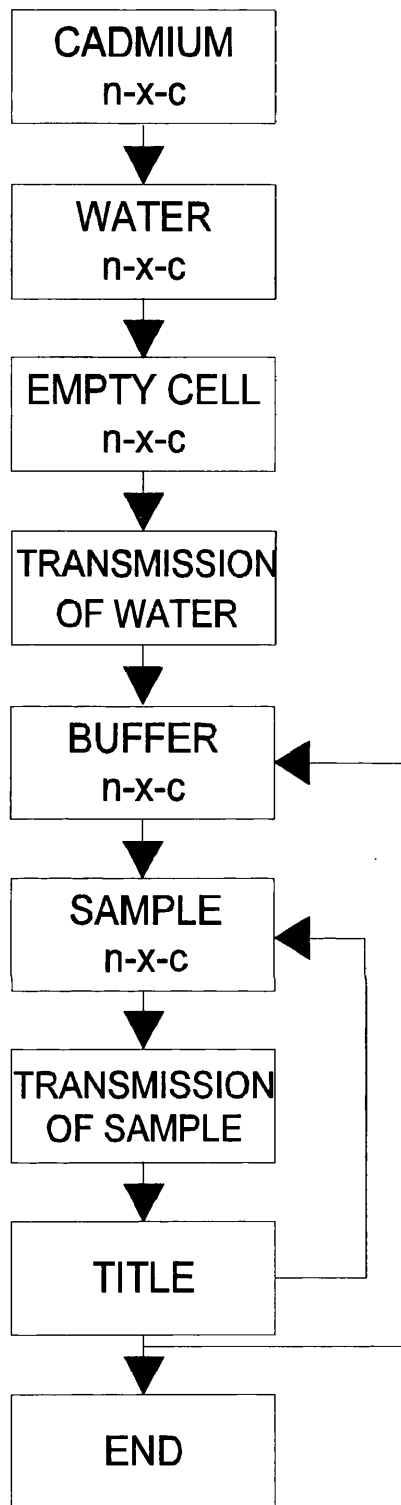 CADMIUM
n-x-c
WATER
n-x-c
EMPTY CELL
n-x-c
TRANSMISSION
OF WATER
BUFFER
n-x-c
SAMPLE
n-x-c
TRANSMISSION
OF SAMPLE
TITLE
END